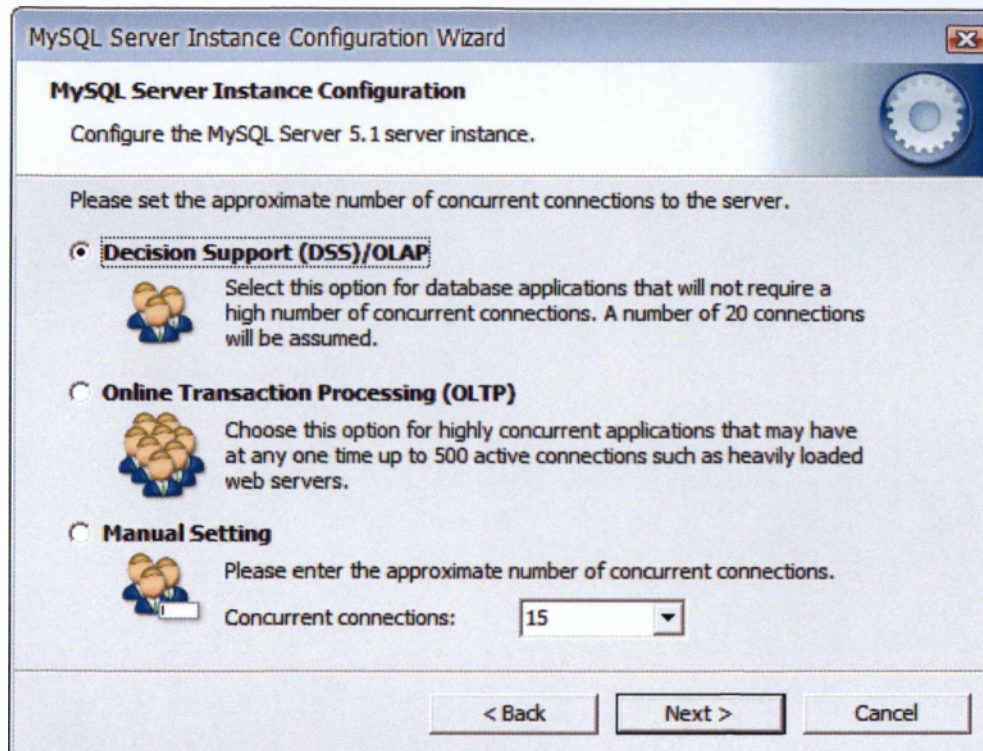 MySQL Server Instance Configuration Wizard
MySQL Server Instance Configuration
Configure the MySQL Server 5.1 server instance.
Please set the approximate number of concurrent connections to the server.
Decision Support (DSS)/OLAP
Select this option for database applications that will not require a
high number of concurrent connections. A number of 20 connections
will be assumed.
Online Transaction Processing (OLTP)
Choose this option for highly concurrent applications that may have
at any one time up to 500 active connections such as heavily loaded
web servers.
Manual Setting
Please enter the approximate number of concurrent connections.
Concurrent connections: 15
< Back Next > Cancel